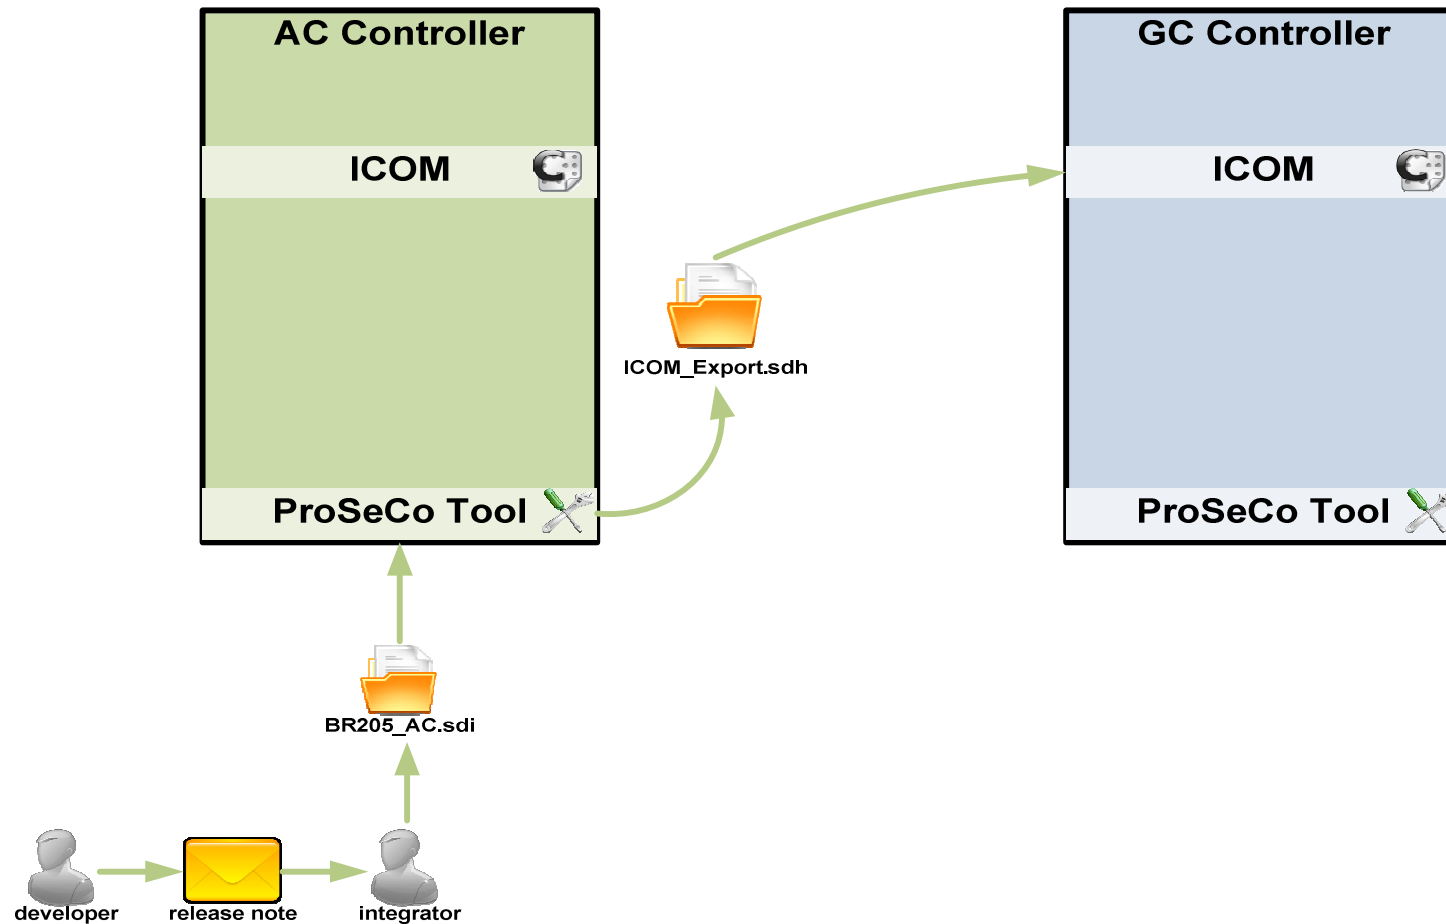 AC Controller
GC Controller
ICOM
ICOM
ICOM_Export.sdh
ProSeCo Tool
ProSeCo Tool
BR205_AC.sdi
developer
release note
integrator